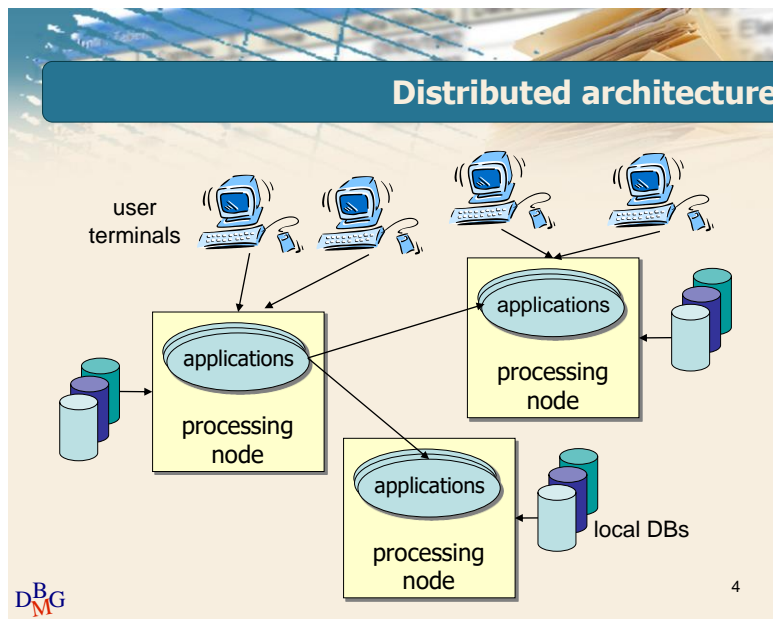 Distributed architecture
user
terminals
applications
processing
node
applications
processing
node
applications
processing
node
local DBs
DBMG
4